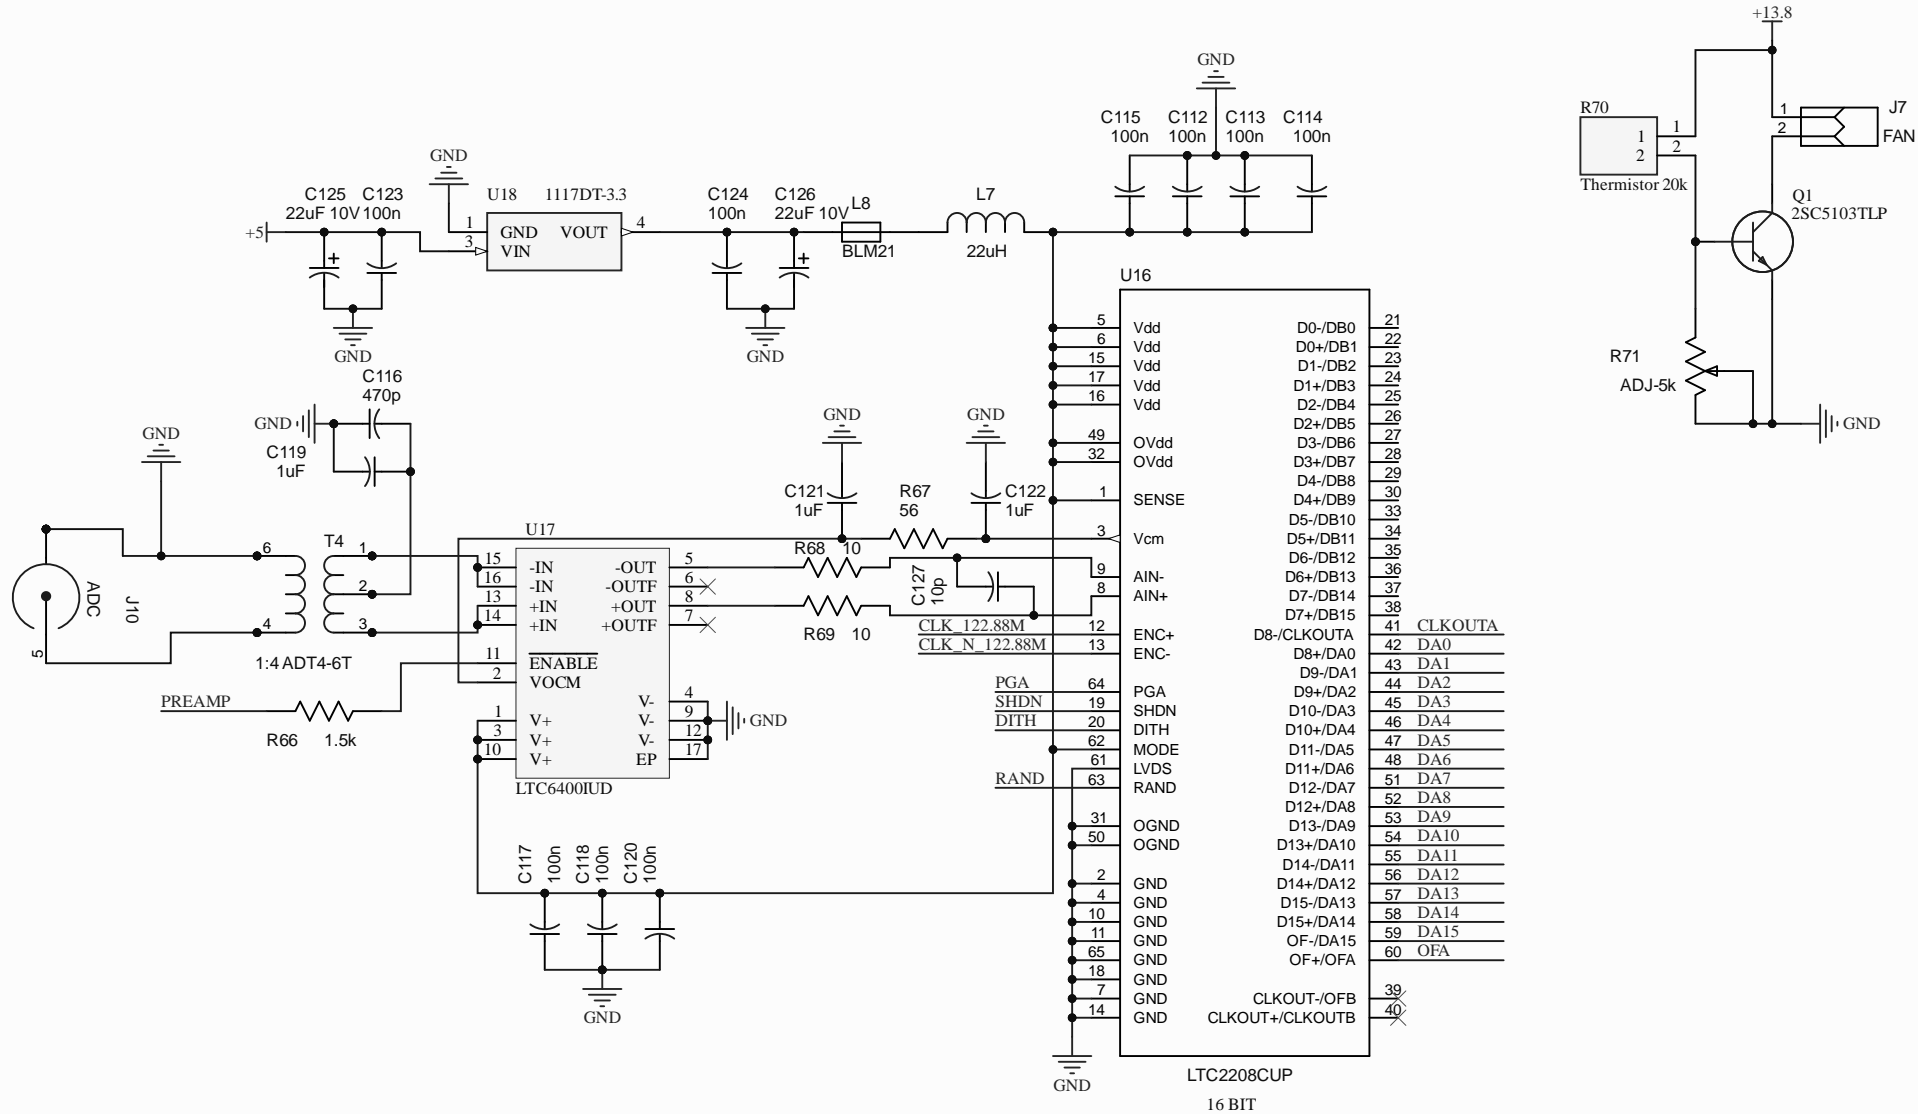 +13.8
R70
1
2
1
2
Thermistor 20k
1
2
J7
FAN
Q1
2SC5103TLP
R71
ADJ-5k
GND
GND
C115
100n
C112
100n
C113
100n
C114
100n
GND
C125
22uF 10V
C123
100n
U18
1117DT-3.3
+5
1
3
GND
VIN
VOUT
4
C124
100n
C126
22uF 10V
L8
BLM21
L7
22uH
GND
GND
C116
470p
GND
C119
1uF
GND
GND
GND
C121
1uF
R67
56
C122
1uF
R68
10
C127
10p
R69
10
ADC
J10
5
6
4
T4
1
2
3
1:4 ADT4-6T
PREAMP
R66
1.5k
U17
15
-IN
16
-IN
13
+IN
14
+IN
11
ENABLE
2
VOCM
1
V+
3
V+
10
V+
-OUT
5
-OUTF
6
+OUT
8
+OUTF
7
V-
4
V-
9
V-
12
EP
17
GND
LTC6400IUD
C117
100n
C118
100n
C120
100n
GND
U16
5
Vdd
6
Vdd
15
Vdd
17
Vdd
16
Vdd
49
OVdd
32
OVdd
1
SENSE
3
Vcm
9
AIN-
8
AIN+
CLK_122.88M
12
ENC+
CLK_N_122.88M
13
ENC-
PGA
64
PGA
SHDN
19
SHDN
DITH
20
DITH
62
MODE
61
LVDS
RAND
63
RAND
31
OGND
50
OGND
2
GND
4
GND
10
GND
11
GND
65
GND
18
GND
7
GND
14
GND
GND
D0-/DB0
21
D0+/DB1
22
D1-/DB2
23
D1+/DB3
24
D2-/DB4
25
D2+/DB5
26
D3-/DB6
27
D3+/DB7
28
D4-/DB8
29
D4+/DB9
30
D5-/DB10
33
D5+/DB11
34
D6-/DB12
35
D6+/DB13
36
D7-/DB14
37
D7+/DB15
38
D8-/CLKOUTA
41
CLKOUTA
D8+/DA0
42
DA0
D9-/DA1
43
DA1
D9+/DA2
44
DA2
D10-/DA3
45
DA3
D10+/DA4
46
DA4
D11-/DA5
47
DA5
D11+/DA6
48
DA6
D12-/DA7
51
DA7
D12+/DA8
52
DA8
D13-/DA9
53
DA9
D13+/DA10
54
DA10
D14-/DA11
55
DA11
D14+/DA12
56
DA12
D15-/DA13
57
DA13
D15+/DA14
58
DA14
OF-/DA15
59
DA15
OF+/OFA
60
OFA
CLKOUT-/OFB
39
CLKOUT+/CLKOUTB
40
LTC2208CUP
16 BIT